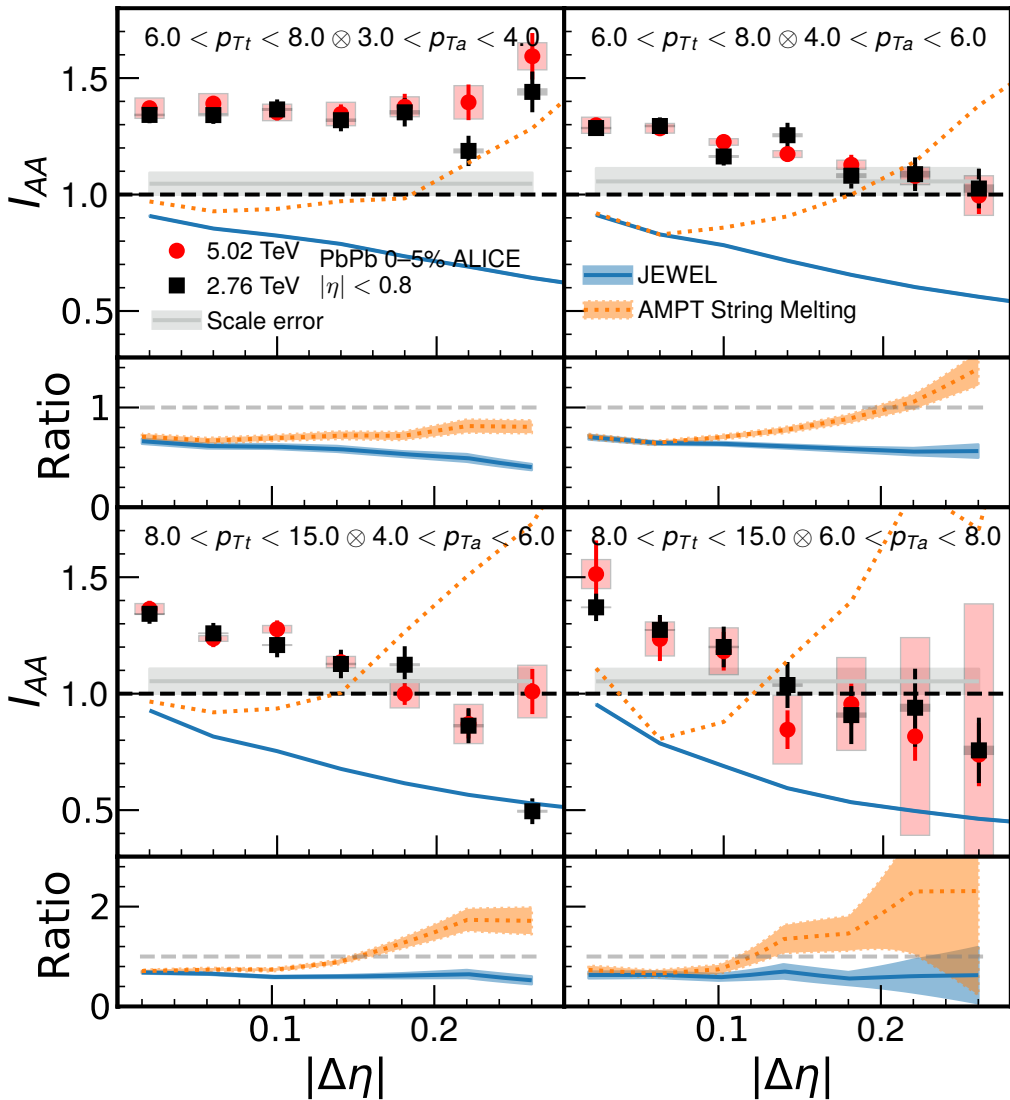 6.0 < p_Tt < 8.0 ⊗ 3.0 < p_Ta < 4.0
6.0 < p_Tt < 8.0 ⊗ 4.0 < p_Ta < 6.0
1.5
I_AA
1.0
5.02 TeV
PbPb 0–5% ALICE
2.76 TeV
|η| < 0.8
Scale error
JEWEL
AMPT String Melting
0.5
1
Ratio
0
8.0 < p_Tt < 15.0 ⊗ 4.0 < p_Ta < 6.0
8.0 < p_Tt < 15.0 ⊗ 6.0 < p_Ta < 8.0
1.5
I_AA
1.0
0.5
2
Ratio
0
0.1 0.2 0.1 0.2
|Δη| |Δη|